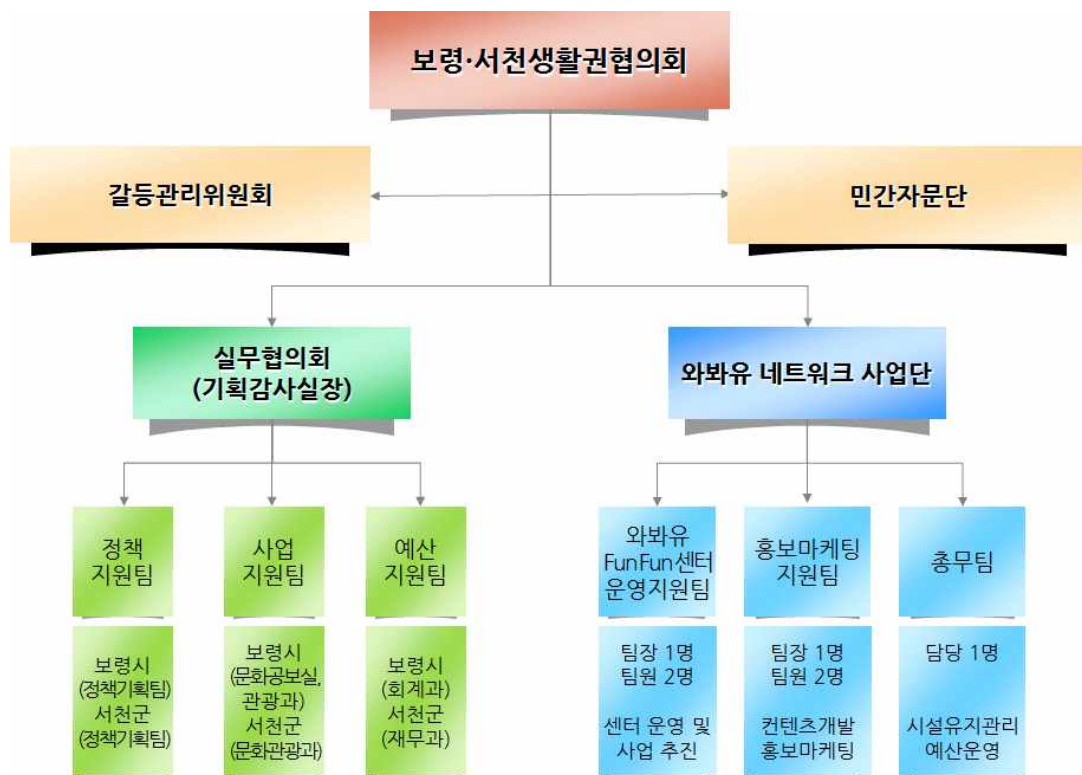 보령·서천생활권협의회
갈등관리위원회
민간자문단
실무협의회
(기획감사실장)
와봐유 네트워크 사업단
정책
지원팀
사업
지원팀
예산
지원팀
와봐유
FunFun센터
운영지원팀
홍보마케팅
지원팀
총무팀
보령시
(정책기획팀)
서천군
(정책기획팀)
보령시
(문화공보실,
관광과)
서천군
(문화관광과)
보령시
(회계과)
서천군
(재무과)
팀장 1명
팀원 2명
센터 운영 및
사업 추진
팀장 1명
팀원 2명
컨텐츠개발
홍보마케팅
담당 1명
시설유지관리
예산운영